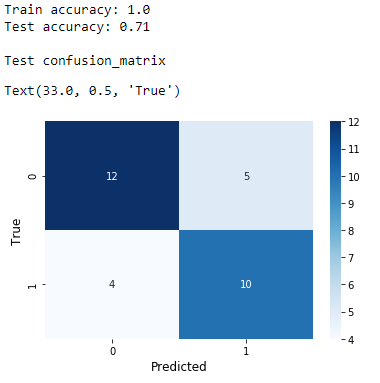 Train accuracy: 1.0
Test accuracy: 0.71
Test confusion_matrix
Text(33.0, 0.5, 'True')
12
11
10
9
8
7
6
5
4
0
12
5
1
4
10
True
0
1
Predicted